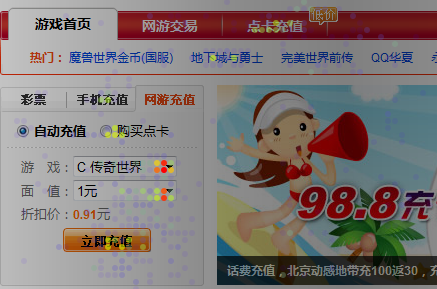 低价
游戏首页 网游交易 点卡充值
热门： 魔兽世界金币(国服) 地下城与勇士 完美世界前传 QQ华夏
彩票 手机充值 网游充值
自动充值 购买点卡
游 戏： C 传奇世界
面 值： 1元
折扣价： 0.91元
立即充值
98.8充
话费充值，北京动感地带充100返30，充